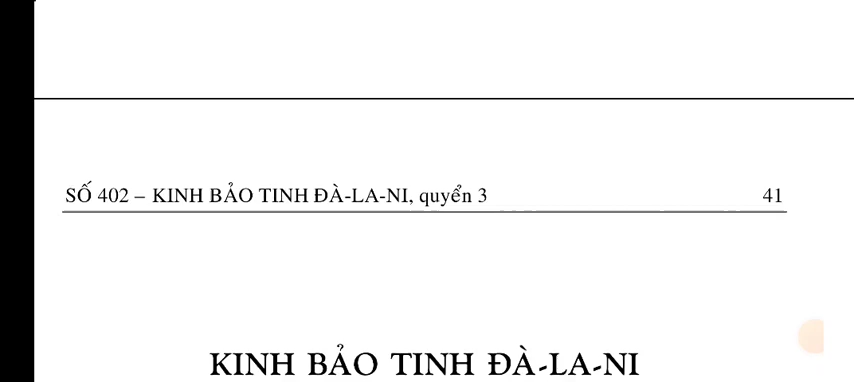 SỐ 402 – KINH BẢO TINH ĐÀ-LA-NI, quyển 3 41
KINH BẢO TINH ĐÀ-LA-NI